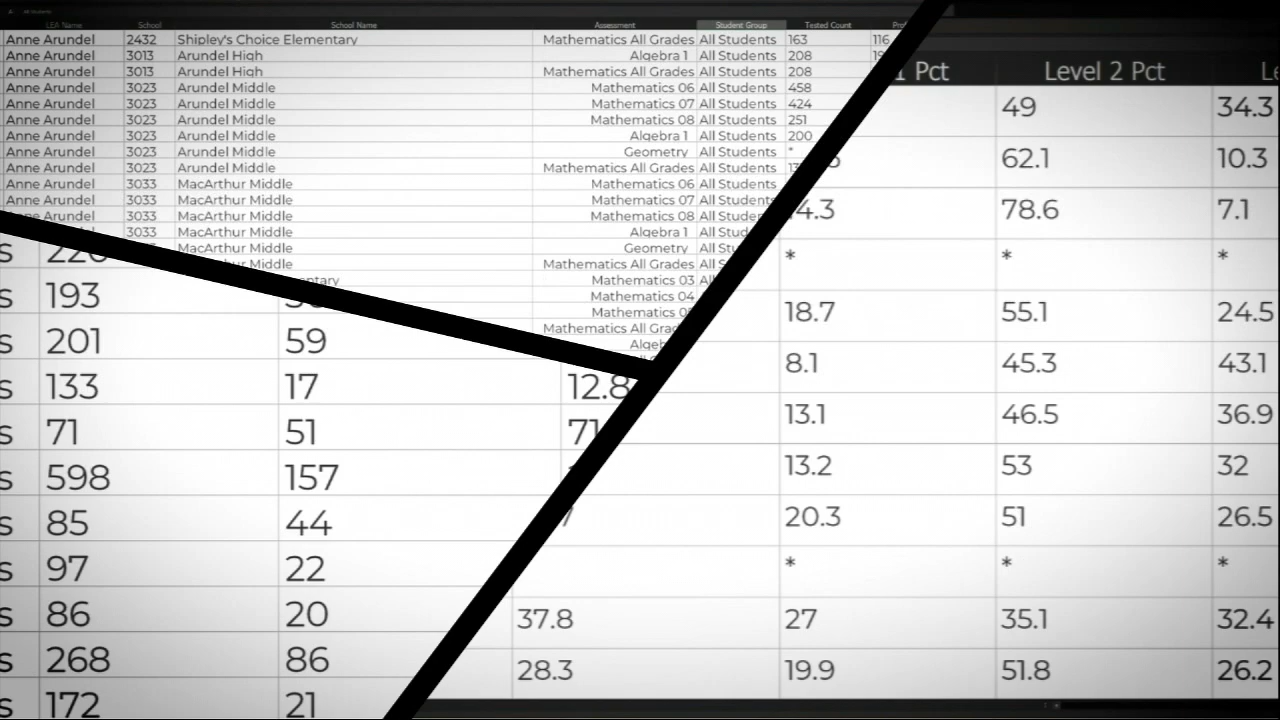 All Students
LEA Name School School Name Assessment Student Group Tested Count
Anne Arundel 2432 Shipley's Choice Elementary Mathematics All Grades All Students 163 116
Anne Arundel 3013 Arundel High Algebra 1 All Students 208
Anne Arundel 3013 Arundel High Mathematics All Grades All Students 208
Anne Arundel 3023 Arundel Middle Mathematics 06 All Students 458
Anne Arundel 3023 Arundel Middle Mathematics 07 All Students 424
Anne Arundel 3023 Arundel Middle Mathematics 08 All Students 251
Anne Arundel 3023 Arundel Middle Algebra 1 All Students 200
Anne Arundel 3023 Arundel Middle Geometry All Students *
Anne Arundel 3023 Arundel Middle Mathematics All Grades All Students
Anne Arundel 3033 MacArthur Middle Mathematics 06 All Students
Anne Arundel 3033 MacArthur Middle Mathematics 07 All Students
Anne Arundel 3033 MacArthur Middle Mathematics 08 All
3033 MacArthur Middle Algebra 1 All
MacArthur Middle Geometry All
Middle Mathematics All Grades All
Mathematics 03
Mathematics 04
Mathematics
Mathematics All
193
201 59
133 17 12.8
71 51 71
598 157
85 44
97 22
86 20
268 86
172 21
1 Pct Level 2 Pct
49 34.3
62.1 10.3
78.6 7.1
* * *
18.7 55.1 24.5
8.1 45.3 43.1
13.1 46.5 36.9
13.2 53 32
20.3 51 26.5
* * *
37.8 27 35.1 32.4
28.3 19.9 51.8 26.2